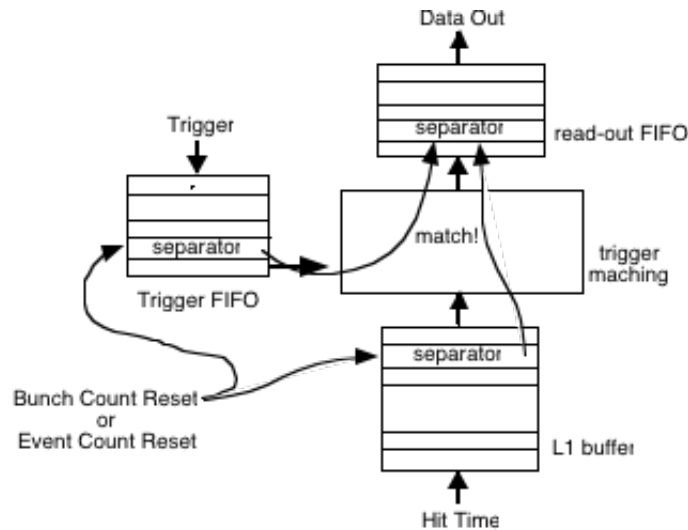 Data Out
separator
read-out FIFO
Trigger
separator
Trigger FIFO
match!
trigger
maching
separator
Bunch Count Reset
or
Event Count Reset
L1 buffer
Hit Time